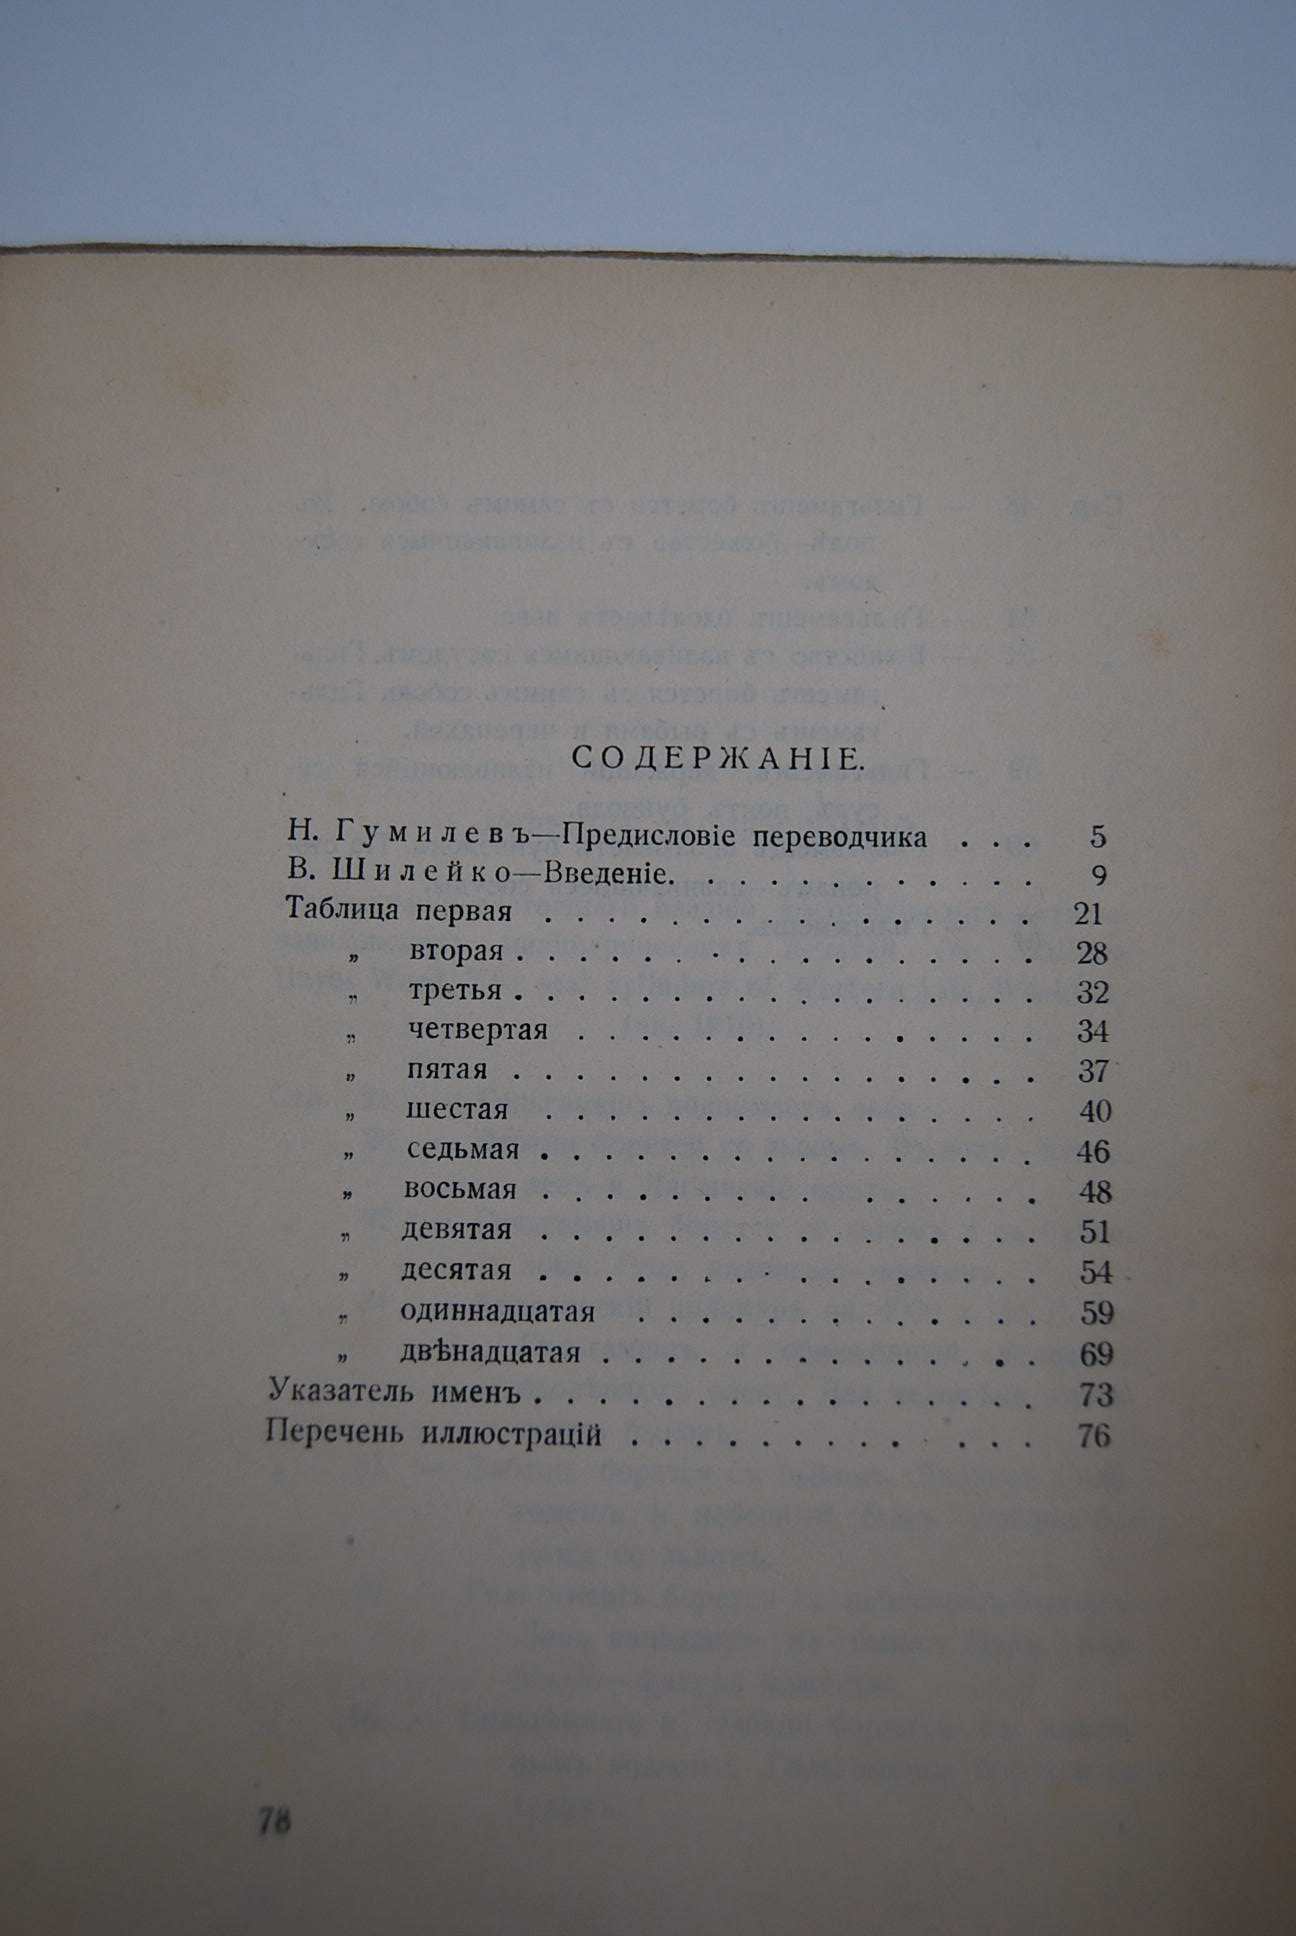 СОДЕРЖАНІЕ.
Н. Гумилевъ—Предисловіе переводчика . . . 5
В. Шилейко—Введеніе. . . . . . . . . . . . 9
Таблица первая . . . . . . . . . . . . . . . . 21
„ вторая . . . . . . . . . . . . . . . . . 28
„ третья . . . . . . . . . . . . . . . . . 32
„ четвертая . . . . . . . . . . . . . . . 34
„ пятая . . . . . . . . . . . . . . . . . 37
„ шестая . . . . . . . . . . . . . . . . 40
„ седьмая . . . . . . . . . . . . . . . . 46
„ восьмая . . . . . . . . . . . . . . . . 48
„ девятая . . . . . . . . . . . . . . . . 51
„ десятая . . . . . . . . . . . . . . . . 54
„ одиннадцатая . . . . . . . . . . . . . 59
„ двѣнадцатая . . . . . . . . . . . . . . 69
Указатель именъ . . . . . . . . . . . . . . . . 73
Перечень иллюстрацій . . . . . . . . . . . . . 76
78